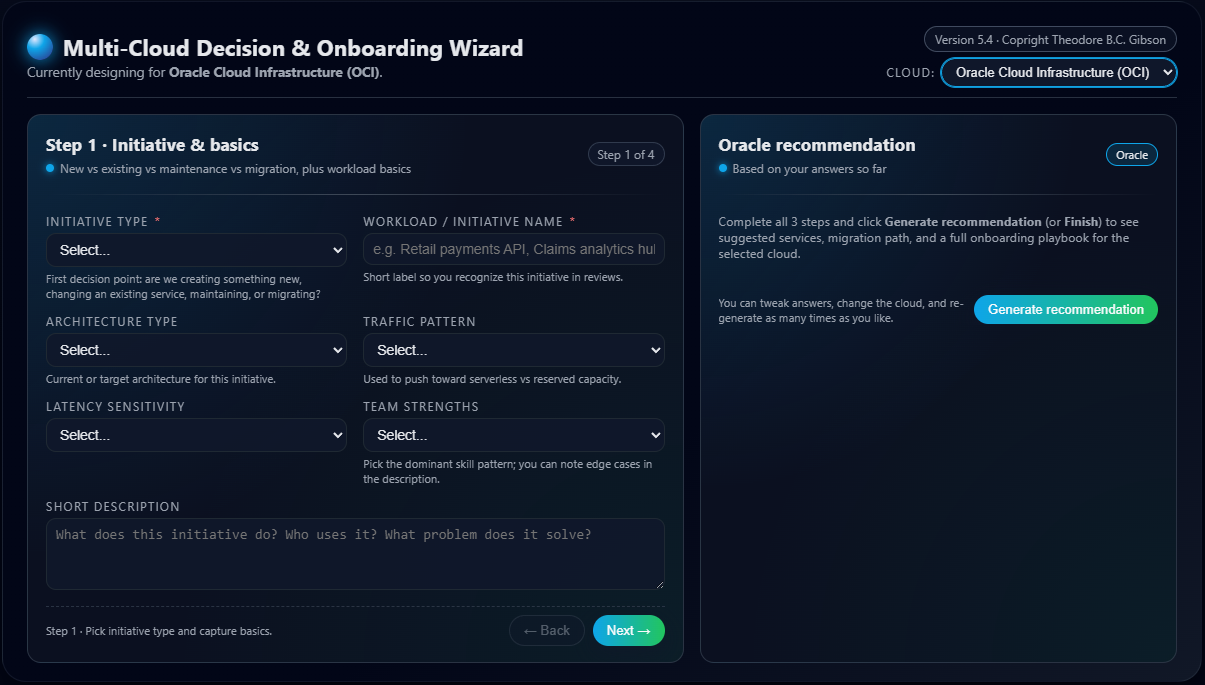 Multi-Cloud Decision & Onboarding Wizard
Currently designing for Oracle Cloud Infrastructure (OCI).
Version 5.4 · Copright Theodore B.C. Gibson
CLOUD: Oracle Cloud Infrastructure (OCI)
Step 1 · Initiative & basics
New vs existing vs maintenance vs migration, plus workload basics
Step 1 of 4
INITIATIVE TYPE *
Select...
First decision point: are we creating something new,
changing an existing service, maintaining, or migrating?
WORKLOAD / INITIATIVE NAME *
e.g. Retail payments API, Claims analytics hul
Short label so you recognize this initiative in reviews.
ARCHITECTURE TYPE
Select...
Current or target architecture for this initiative.
TRAFFIC PATTERN
Select...
Used to push toward serverless vs reserved capacity.
LATENCY SENSITIVITY
Select...
TEAM STRENGTHS
Select...
Pick the dominant skill pattern; you can note edge cases in
the description.
SHORT DESCRIPTION
What does this initiative do? Who uses it? What problem does it solve?
Step 1 · Pick initiative type and capture basics.
← Back
Next →
Oracle recommendation
Based on your answers so far
Oracle
Complete all 3 steps and click Generate recommendation (or Finish) to see
suggested services, migration path, and a full onboarding playbook for the
selected cloud.
You can tweak answers, change the cloud, and re-
generate as many times as you like.
Generate recommendation